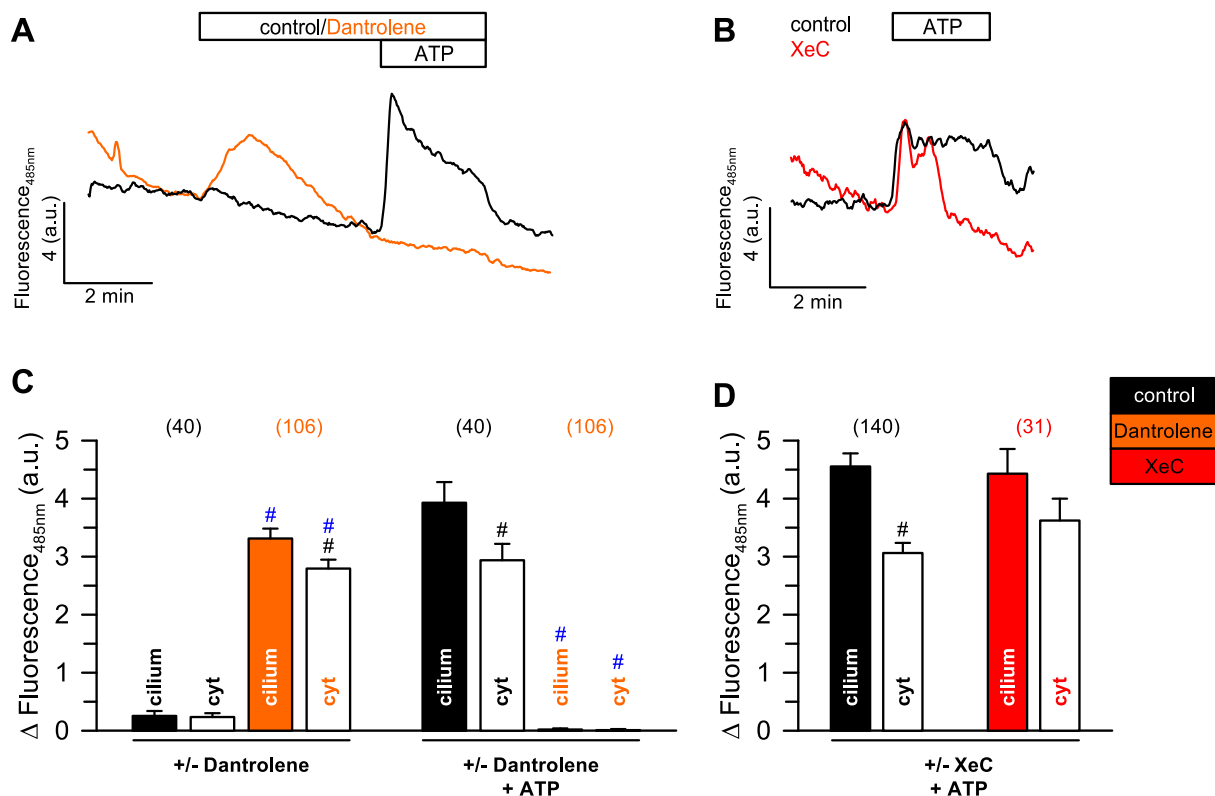 A
control/Dantrolene
ATP
Fluorescence485nm
4 (a.u.)
2 min
B
control
XeC
ATP
Fluorescence485nm
4 (a.u.)
2 min
C
(40)
(106)
(40)
(106)
Δ Fluorescence485nm (a.u.)
5
4
3
2
1
0
#
#
#
#
#
#
cilium
cyt
cilium
cyt
cilium
cyt
cilium
cyt
+/- Dantrolene
+/- Dantrolene
+ ATP
D
control
Dantrolene
XeC
(140)
(31)
Δ Fluorescence485nm (a.u.)
5
4
3
2
1
0
#
cilium
cyt
cilium
cyt
+/- XeC
+ ATP